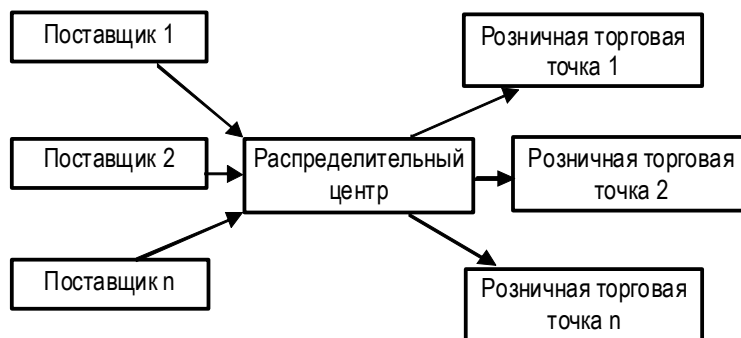 Поставщик 1
Поставщик 2
Поставщик n
Распределительный
центр
Розничная торговая
точка 1
Розничная торговая
точка 2
Розничная торговая
точка n